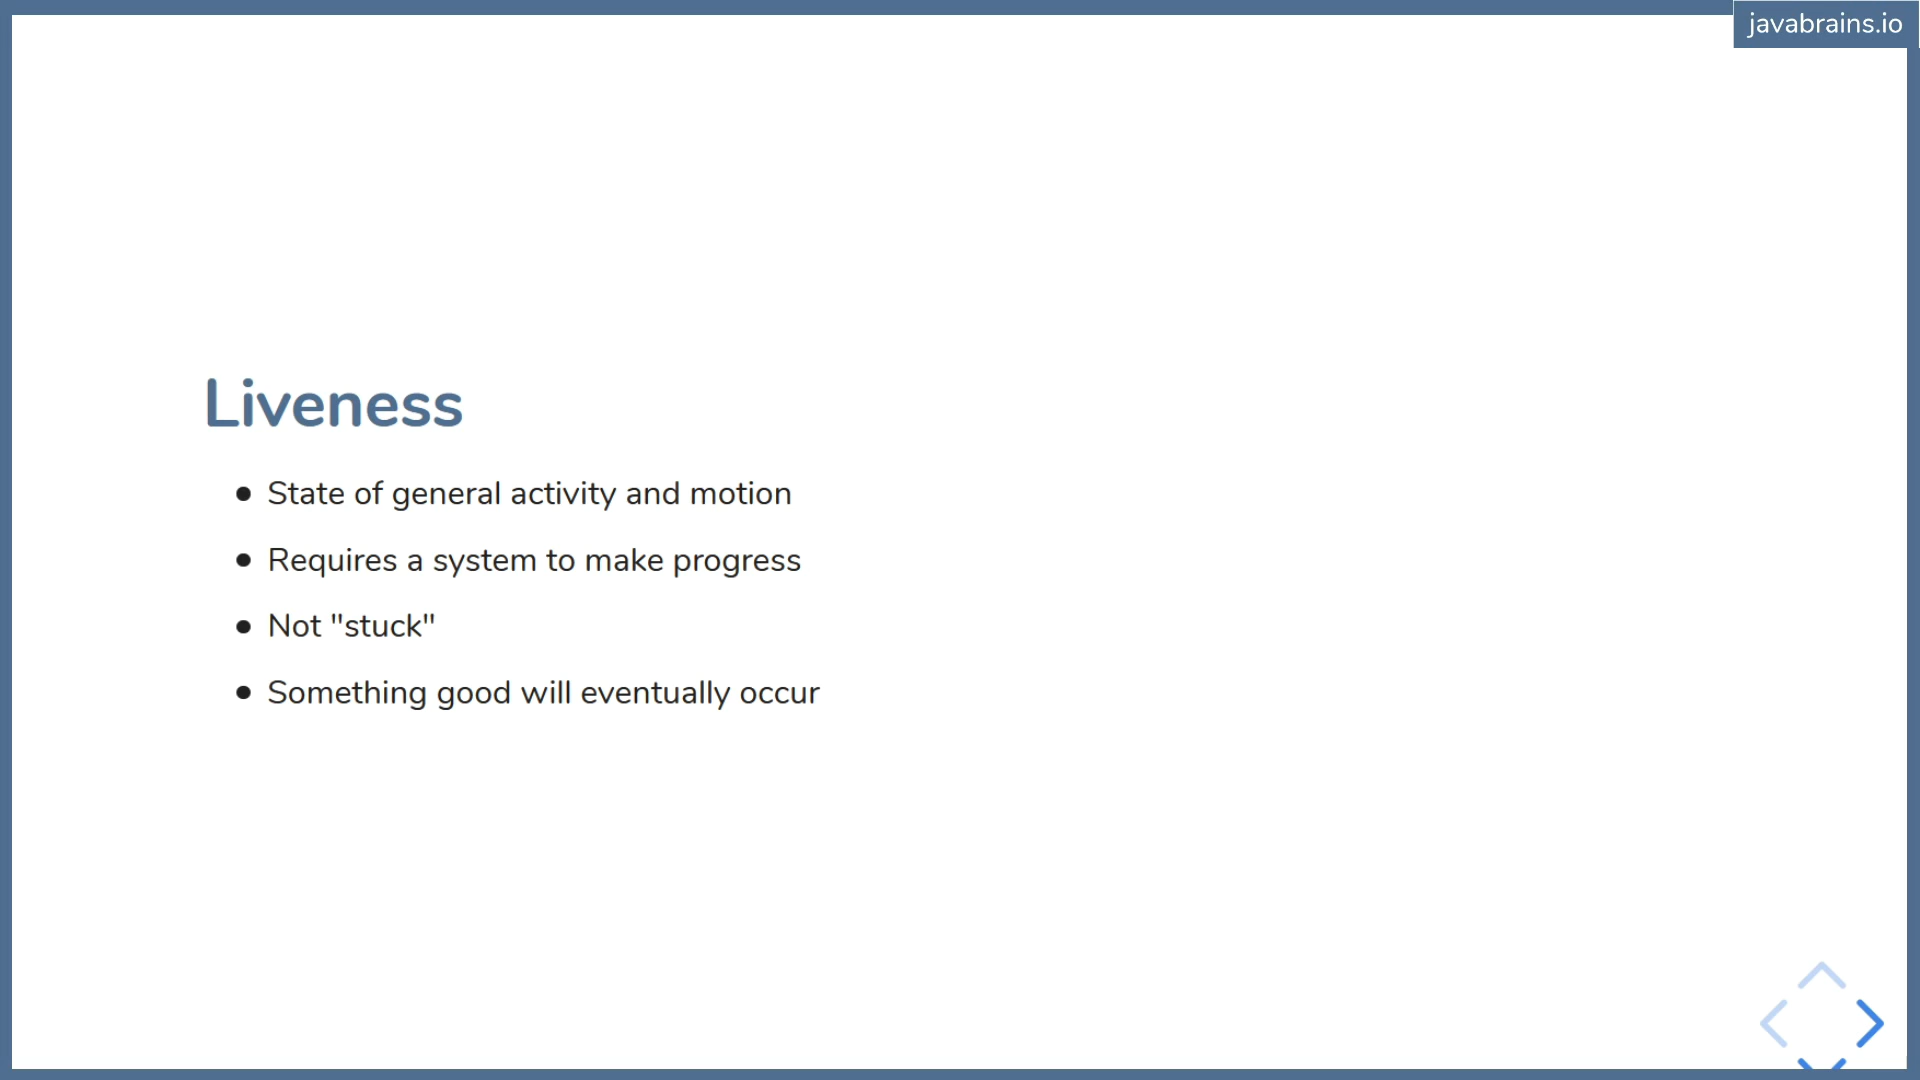 javabrains.io
Liveness
● State of general activity and motion
● Requires a system to make progress
● Not "stuck"
● Something good will eventually occur